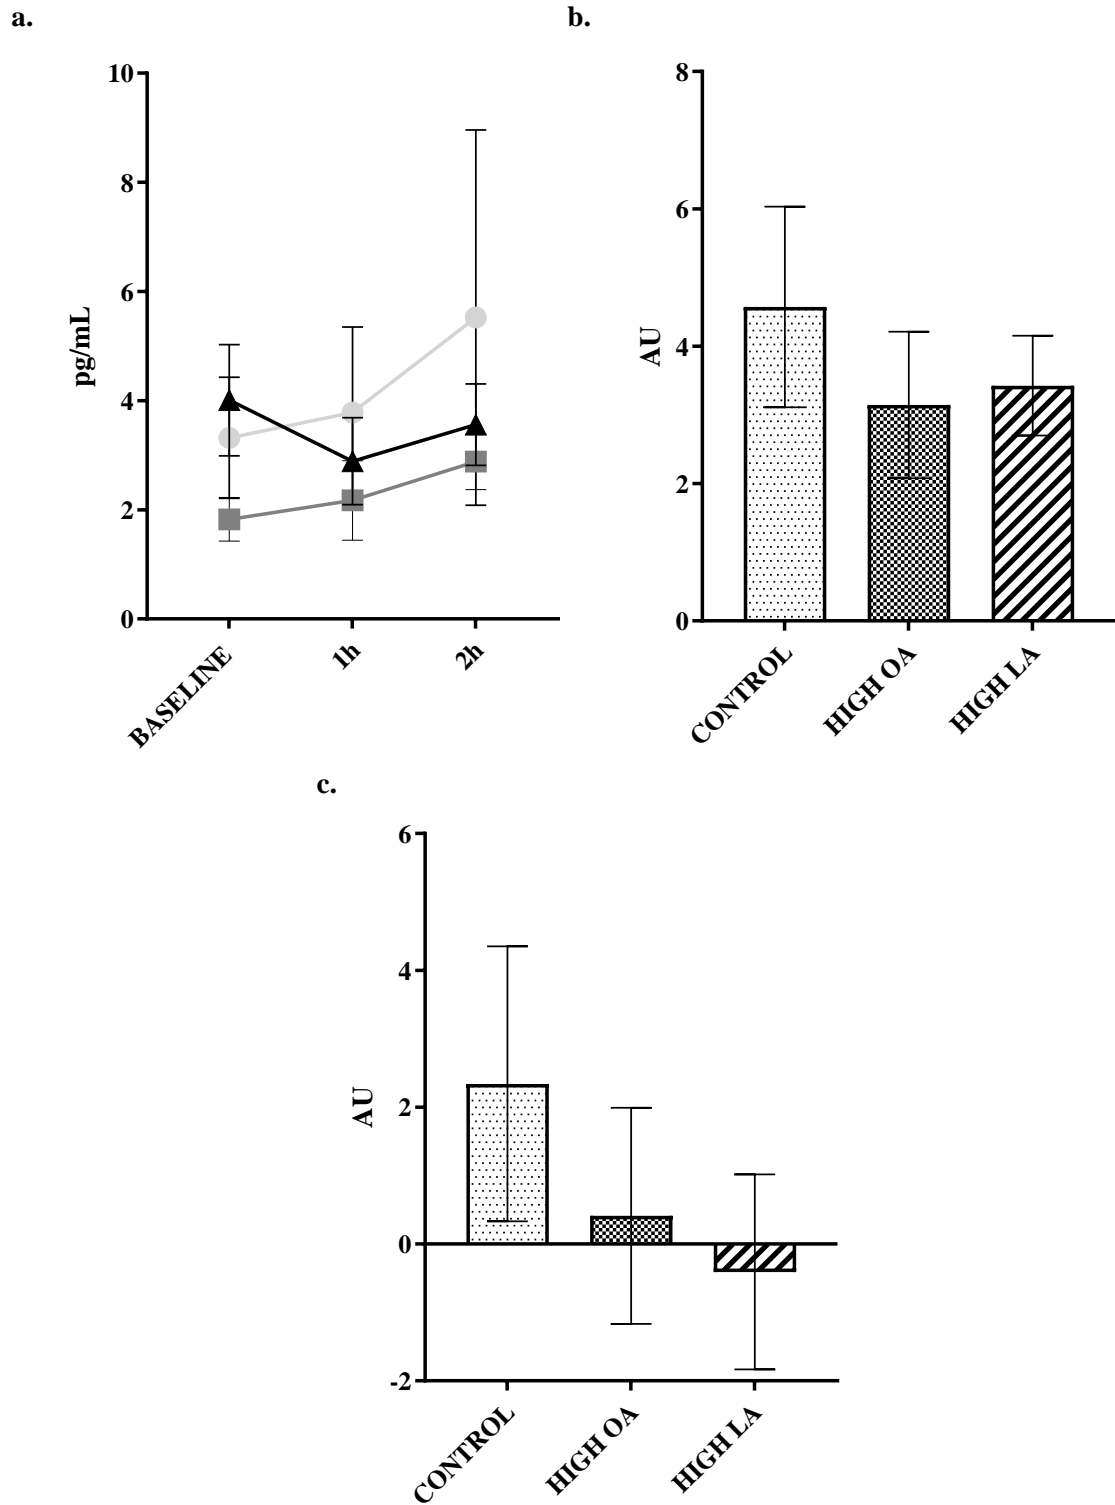 a.
10
8
6
4
2
0
pg/mL
BASELINE
1h
2h
b.
8
6
4
2
0
AU
CONTROL
HIGH OA
HIGH LA
c.
6
4
2
0
-2
AU
CONTROL
HIGH OA
HIGH LA